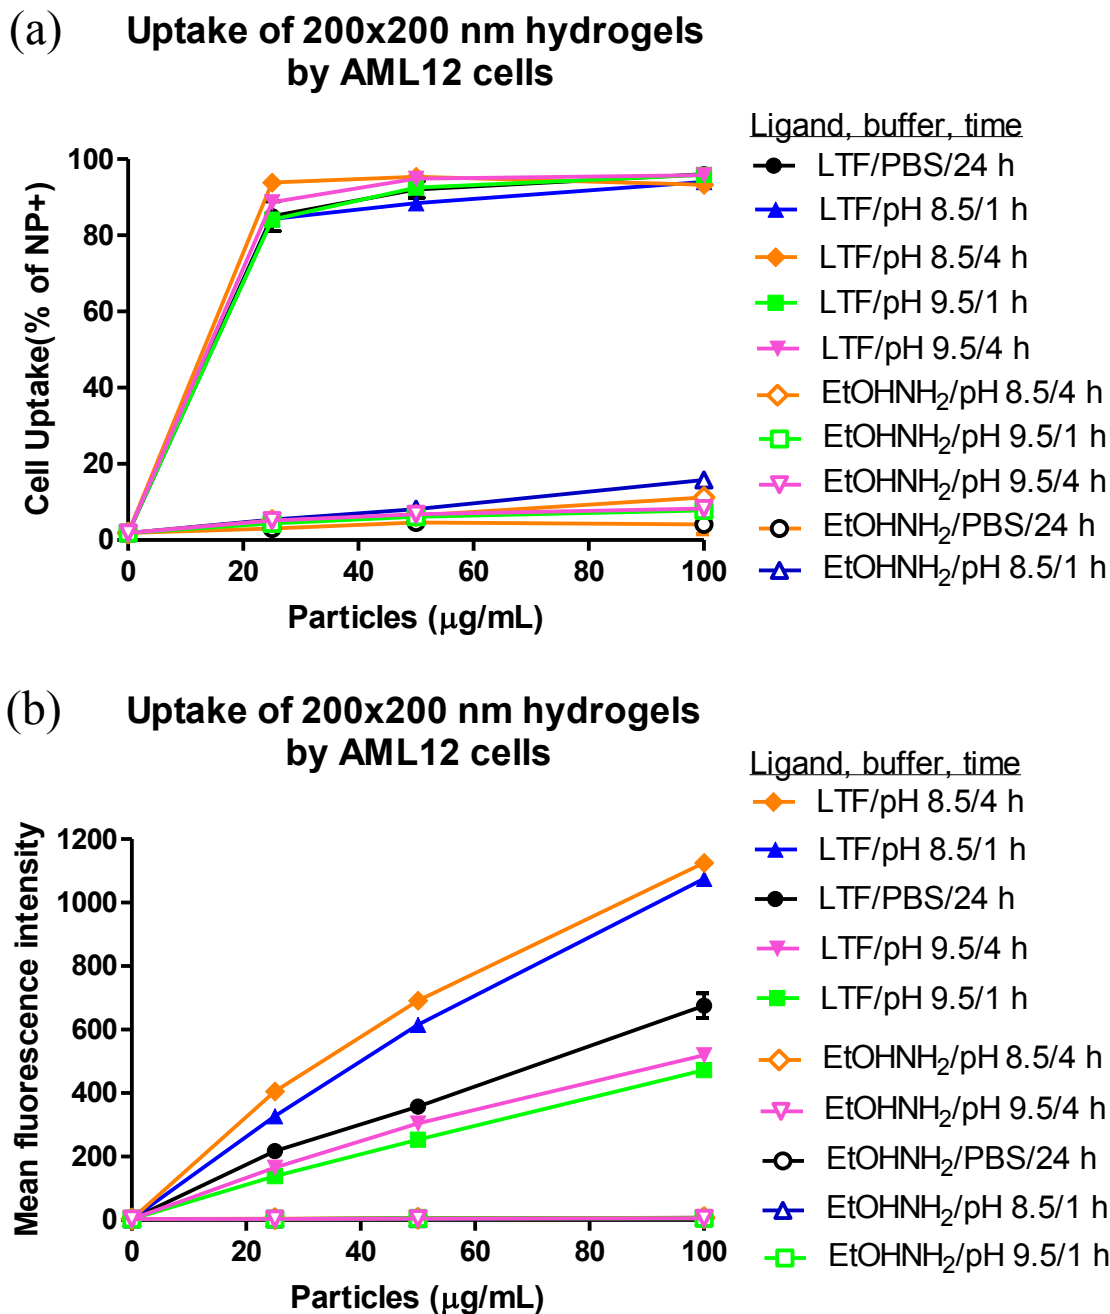 (a) Uptake of 200x200 nm hydrogels
by AML12 cells
Ligand, buffer, time
LTF/PBS/24 h
LTF/pH 8.5/1 h
LTF/pH 8.5/4 h
LTF/pH 9.5/1 h
LTF/pH 9.5/4 h
EtOHNH2/pH 8.5/4 h
EtOHNH2/pH 9.5/1 h
EtOHNH2/pH 9.5/4 h
EtOHNH2/PBS/24 h
EtOHNH2/pH 8.5/1 h
Cell Uptake(% of NP+)
100
80
60
40
20
0
0 20 40 60 80 100
Particles (μg/mL)
(b) Uptake of 200x200 nm hydrogels
by AML12 cells
Ligand, buffer, time
LTF/pH 8.5/4 h
LTF/pH 8.5/1 h
LTF/PBS/24 h
LTF/pH 9.5/4 h
LTF/pH 9.5/1 h
EtOHNH2/pH 8.5/4 h
EtOHNH2/pH 9.5/4 h
EtOHNH2/PBS/24 h
EtOHNH2/pH 8.5/1 h
EtOHNH2/pH 9.5/1 h
Mean fluorescence intensity
1200
1000
800
600
400
200
0
0 20 40 60 80 100
Particles (μg/mL)